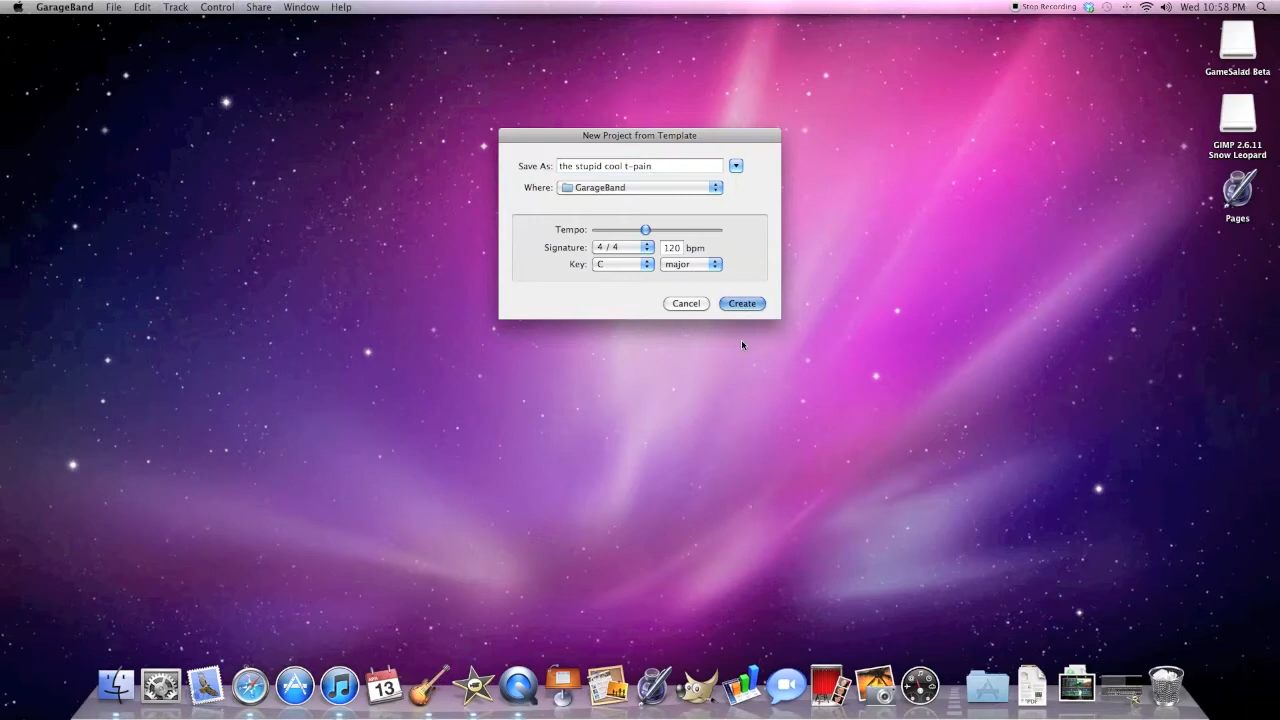 GarageBand File Edit Track Control Share Window Help Stop Recording Wed 10:58 PM
GameSalad Beta
GIMP 2.6.11
Snow Leopard
Pages
New Project from Template
Save As: the stupid cool t-pain
Where: GarageBand
Tempo:
Signature: 4 / 4 120 bpm
Key: C major
Cancel Create
13
PDF